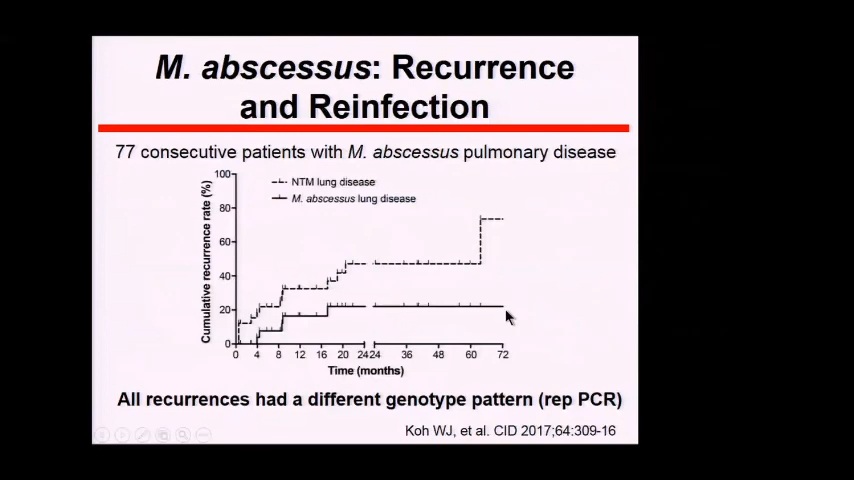 M. abscessus: Recurrence
and Reinfection
77 consecutive patients with M. abscessus pulmonary disease
Cumulative recurrence rate (%)
100
80
60
40
20
0
NTM lung disease
M. abscessus lung disease
0 4 8 12 16 20 24 24 36 48 60 72
Time (months)
All recurrences had a different genotype pattern (rep PCR)
Koh WJ, et al. CID 2017;64:309-16